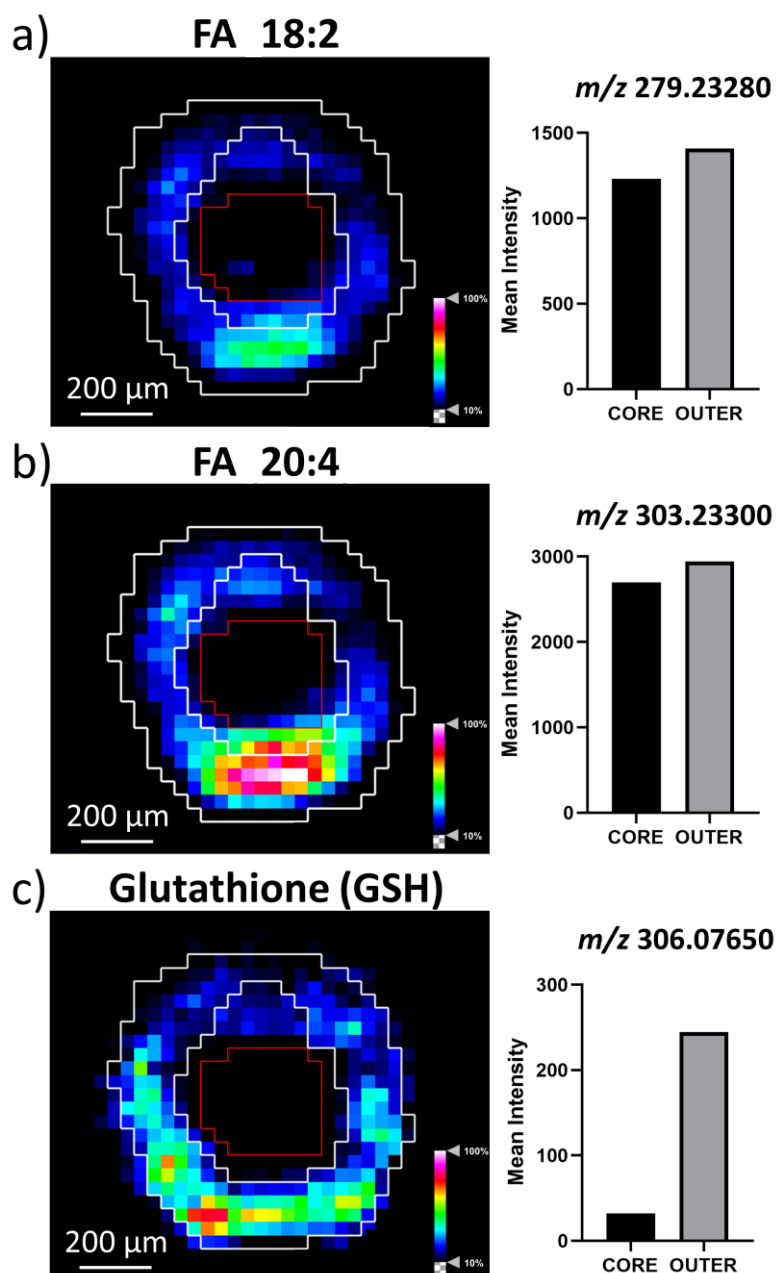 a)
FA 18:2
m/z 279.23280
100%
10%
200 µm
1500
1000
500
0
Mean Intensity
CORE OUTER
b)
FA 20:4
m/z 303.23300
100%
10%
200 µm
3000
2000
1000
0
Mean Intensity
CORE OUTER
c)
Glutathione (GSH)
m/z 306.07650
100%
10%
200 µm
300
200
100
0
Mean Intensity
CORE OUTER